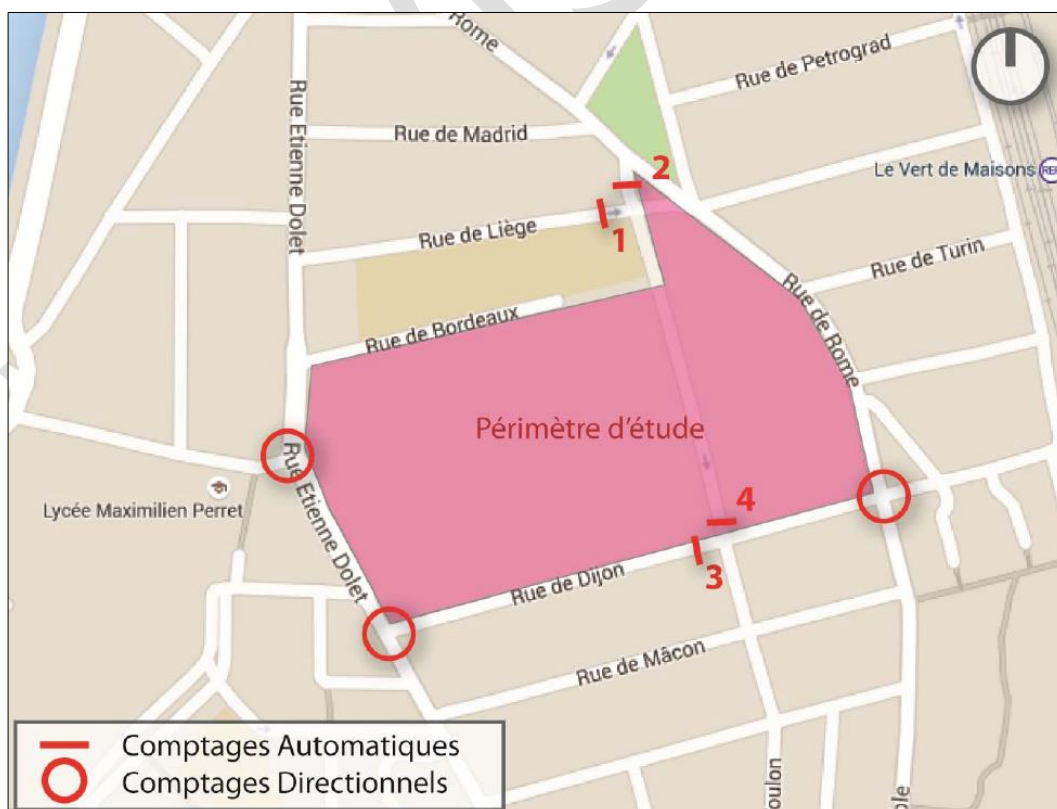 Rome
Rue de Petrograd
Rue Etienne Dolet
Rue de Madrid
2
Le Vert de Maisons
RER
Rue de Liège
1
Rue de Turin
Rue de Bordeaux
Rue de Rome
Périmètre d'étude
Lycée Maximilien Perret
Rue Etienne Dolet
4
3
Rue de Dijon
Rue de Mâcon
Comptages Automatiques
Comptages Directionnels